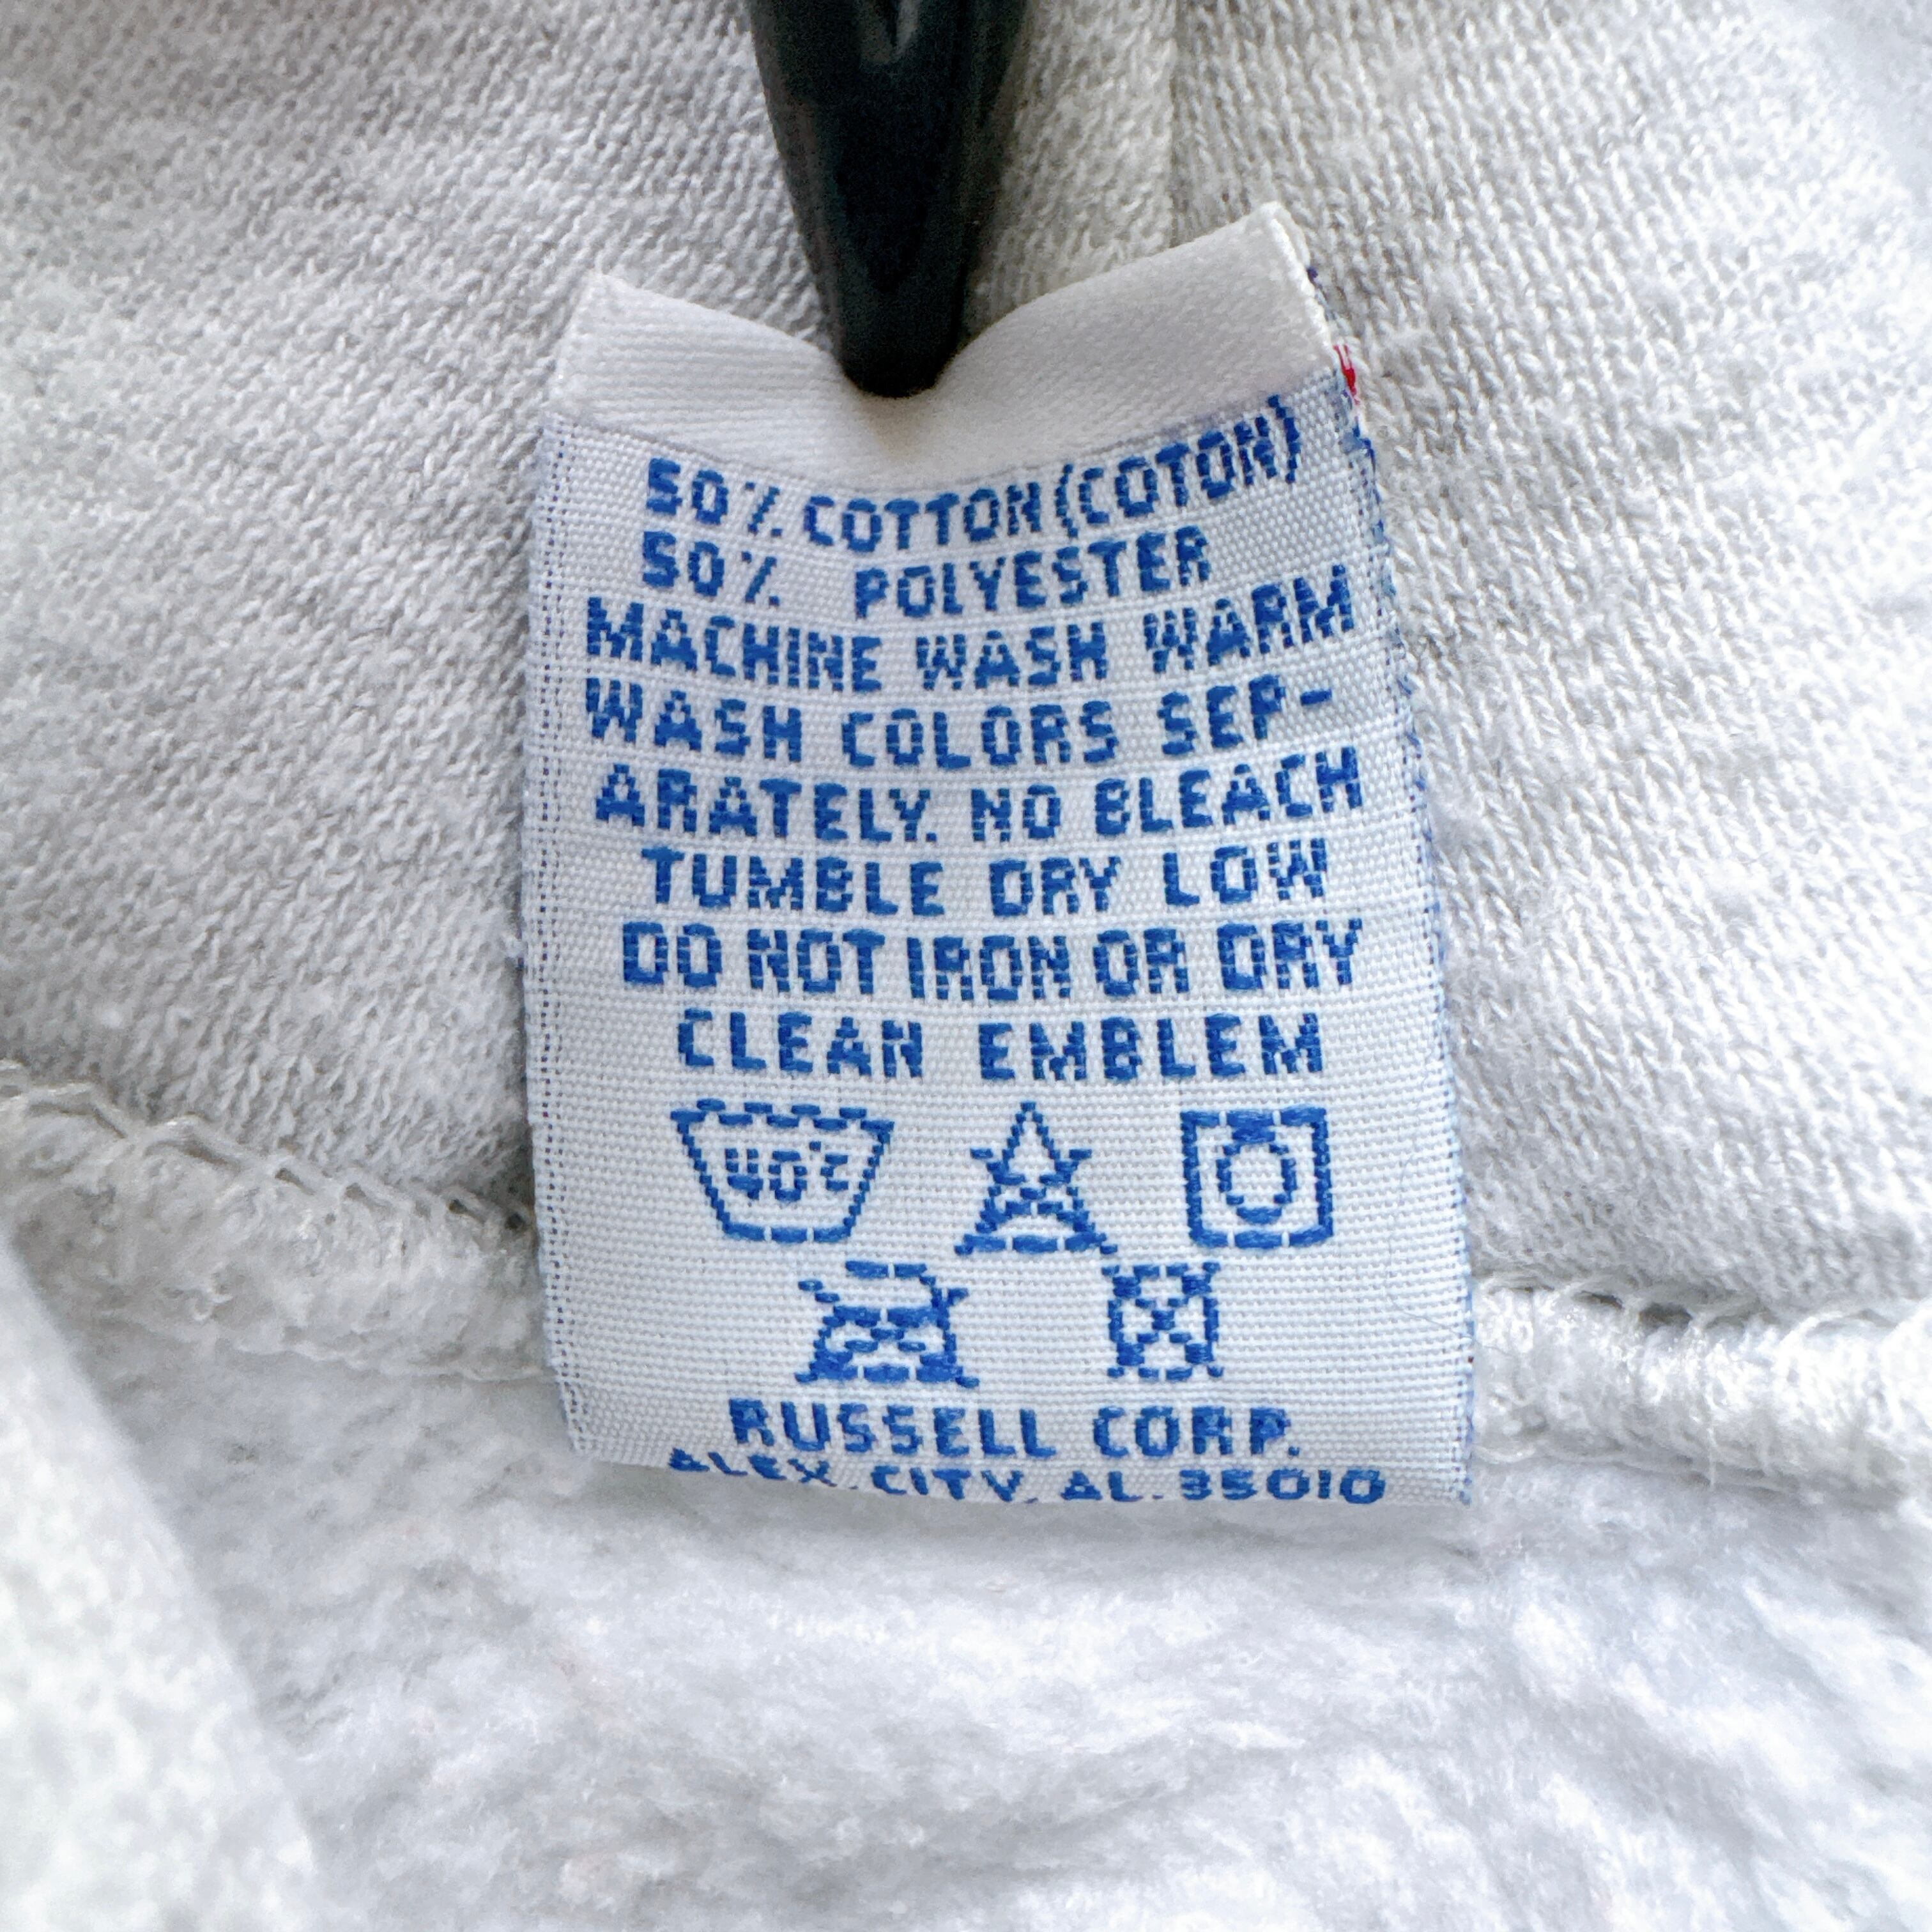 50% COTTON (COTON)
50% POLYESTER
MACHINE WASH WARM
WASH COLORS SEP-
ARATELY. NO BLEACH
TUMBLE DRY LOW
DO NOT IRON OR DRY
CLEAN EMBLEM
40°C
RUSSELL CORP.
ALEX. CITY, AL. 35010